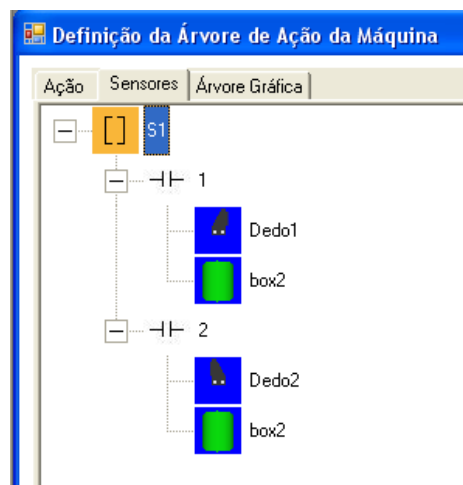 Definição da Árvore de Ação da Máquina
Ação Sensores Árvore Gráfica
S1
1
Dedo1
box2
2
Dedo2
box2